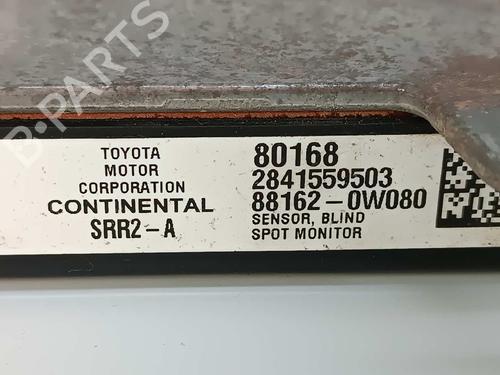 B-PARTS
TOYOTA
MOTOR
CORPORATION
CONTINENTAL
SRR2-A
80168
2841559503
88162-0W080
SENSOR, BLIND
SPOT MONITOR